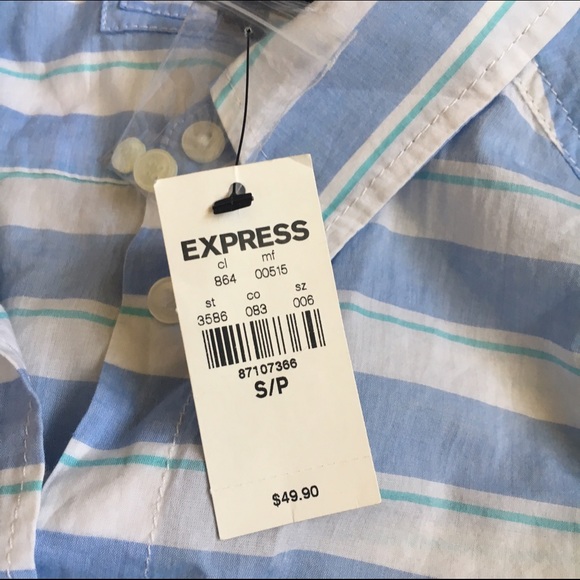 EXPRESS
cl mf
864 00515
st co sz
3586 083 006
87107366
S/P
$49.90